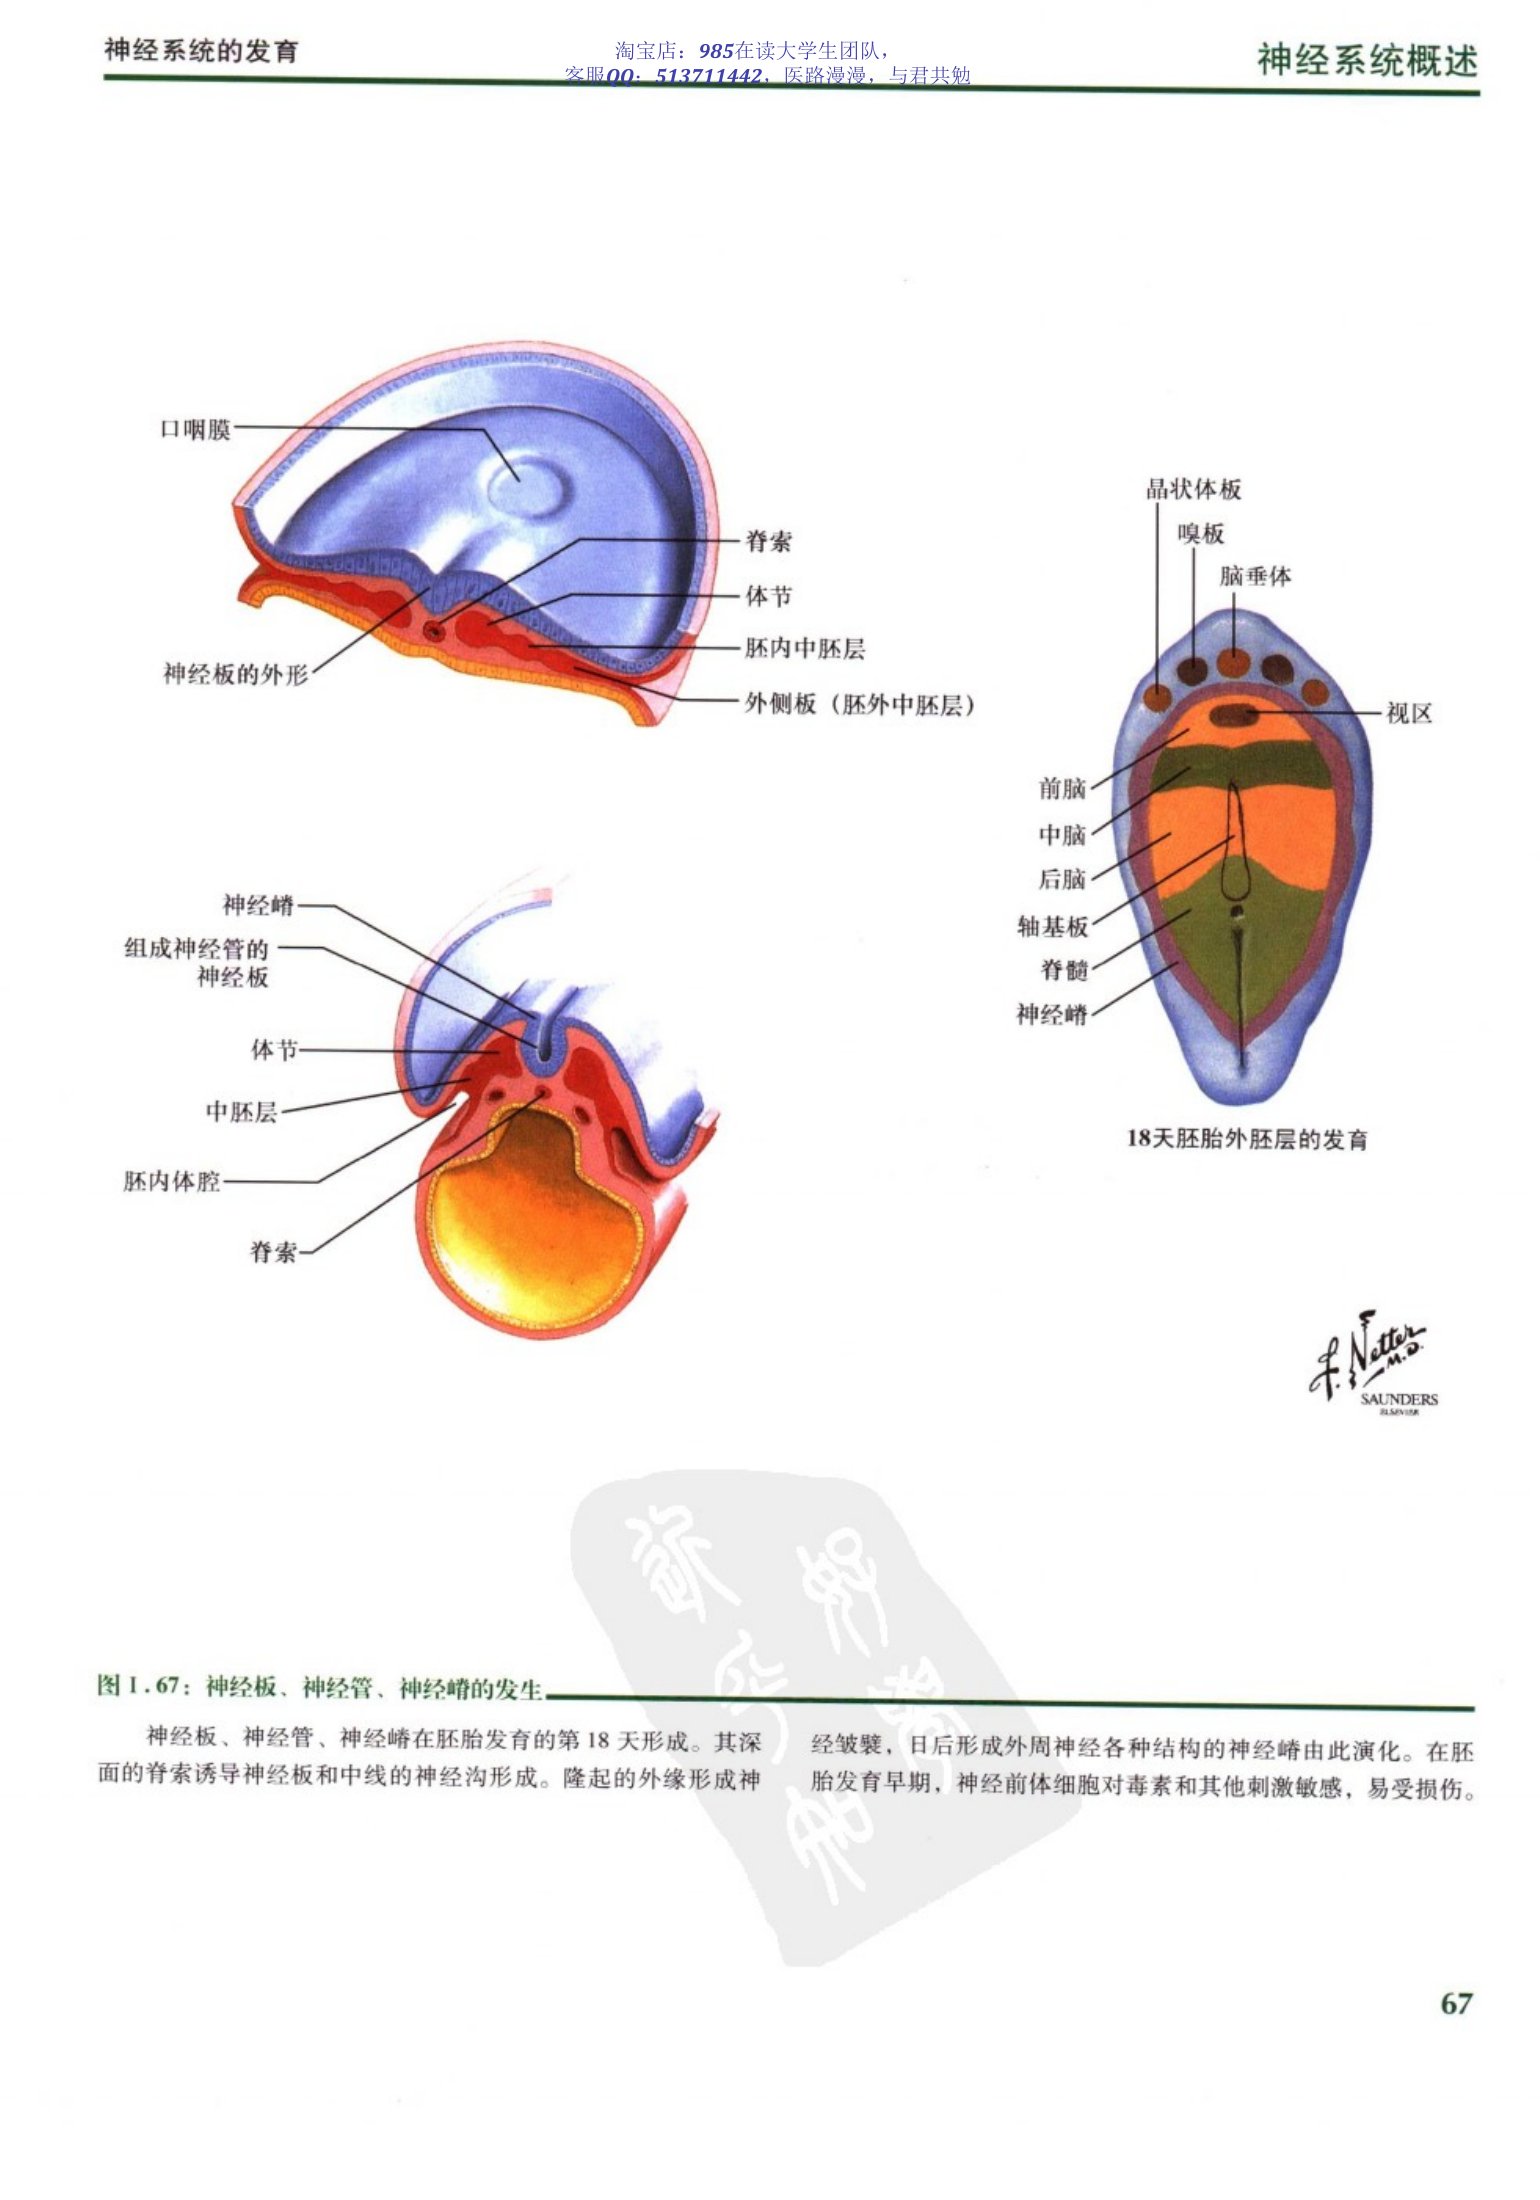 神经系统的发育
淘宝店：985在读大学生团队，
客服QQ：513711442，医路漫漫，与君共勉
神经系统概述
口咽膜
脊索
体节
胚内中胚层
外侧板（胚外中胚层）
神经板的外形
晶状体板
嗅板
脑垂体
视区
前脑
中脑
后脑
轴基板
脊髓
神经嵴
18天胚胎外胚层的发育
神经嵴
组成神经管的
神经板
体节
中胚层
胚内体腔
脊索
F. Netter
M.D.
SAUNDERS
ELSEVIER
图 I.67：神经板、神经管、神经嵴的发生
神经板、神经管、神经嵴在胚胎发育的第 18 天形成。其深
面的脊索诱导神经板和中线的神经沟形成。隆起的外缘形成神
经皱襞，日后形成外周神经各种结构的神经嵴由此演化。在胚
胎发育早期，神经前体细胞对毒素和其他刺激敏感，易受损伤。
67